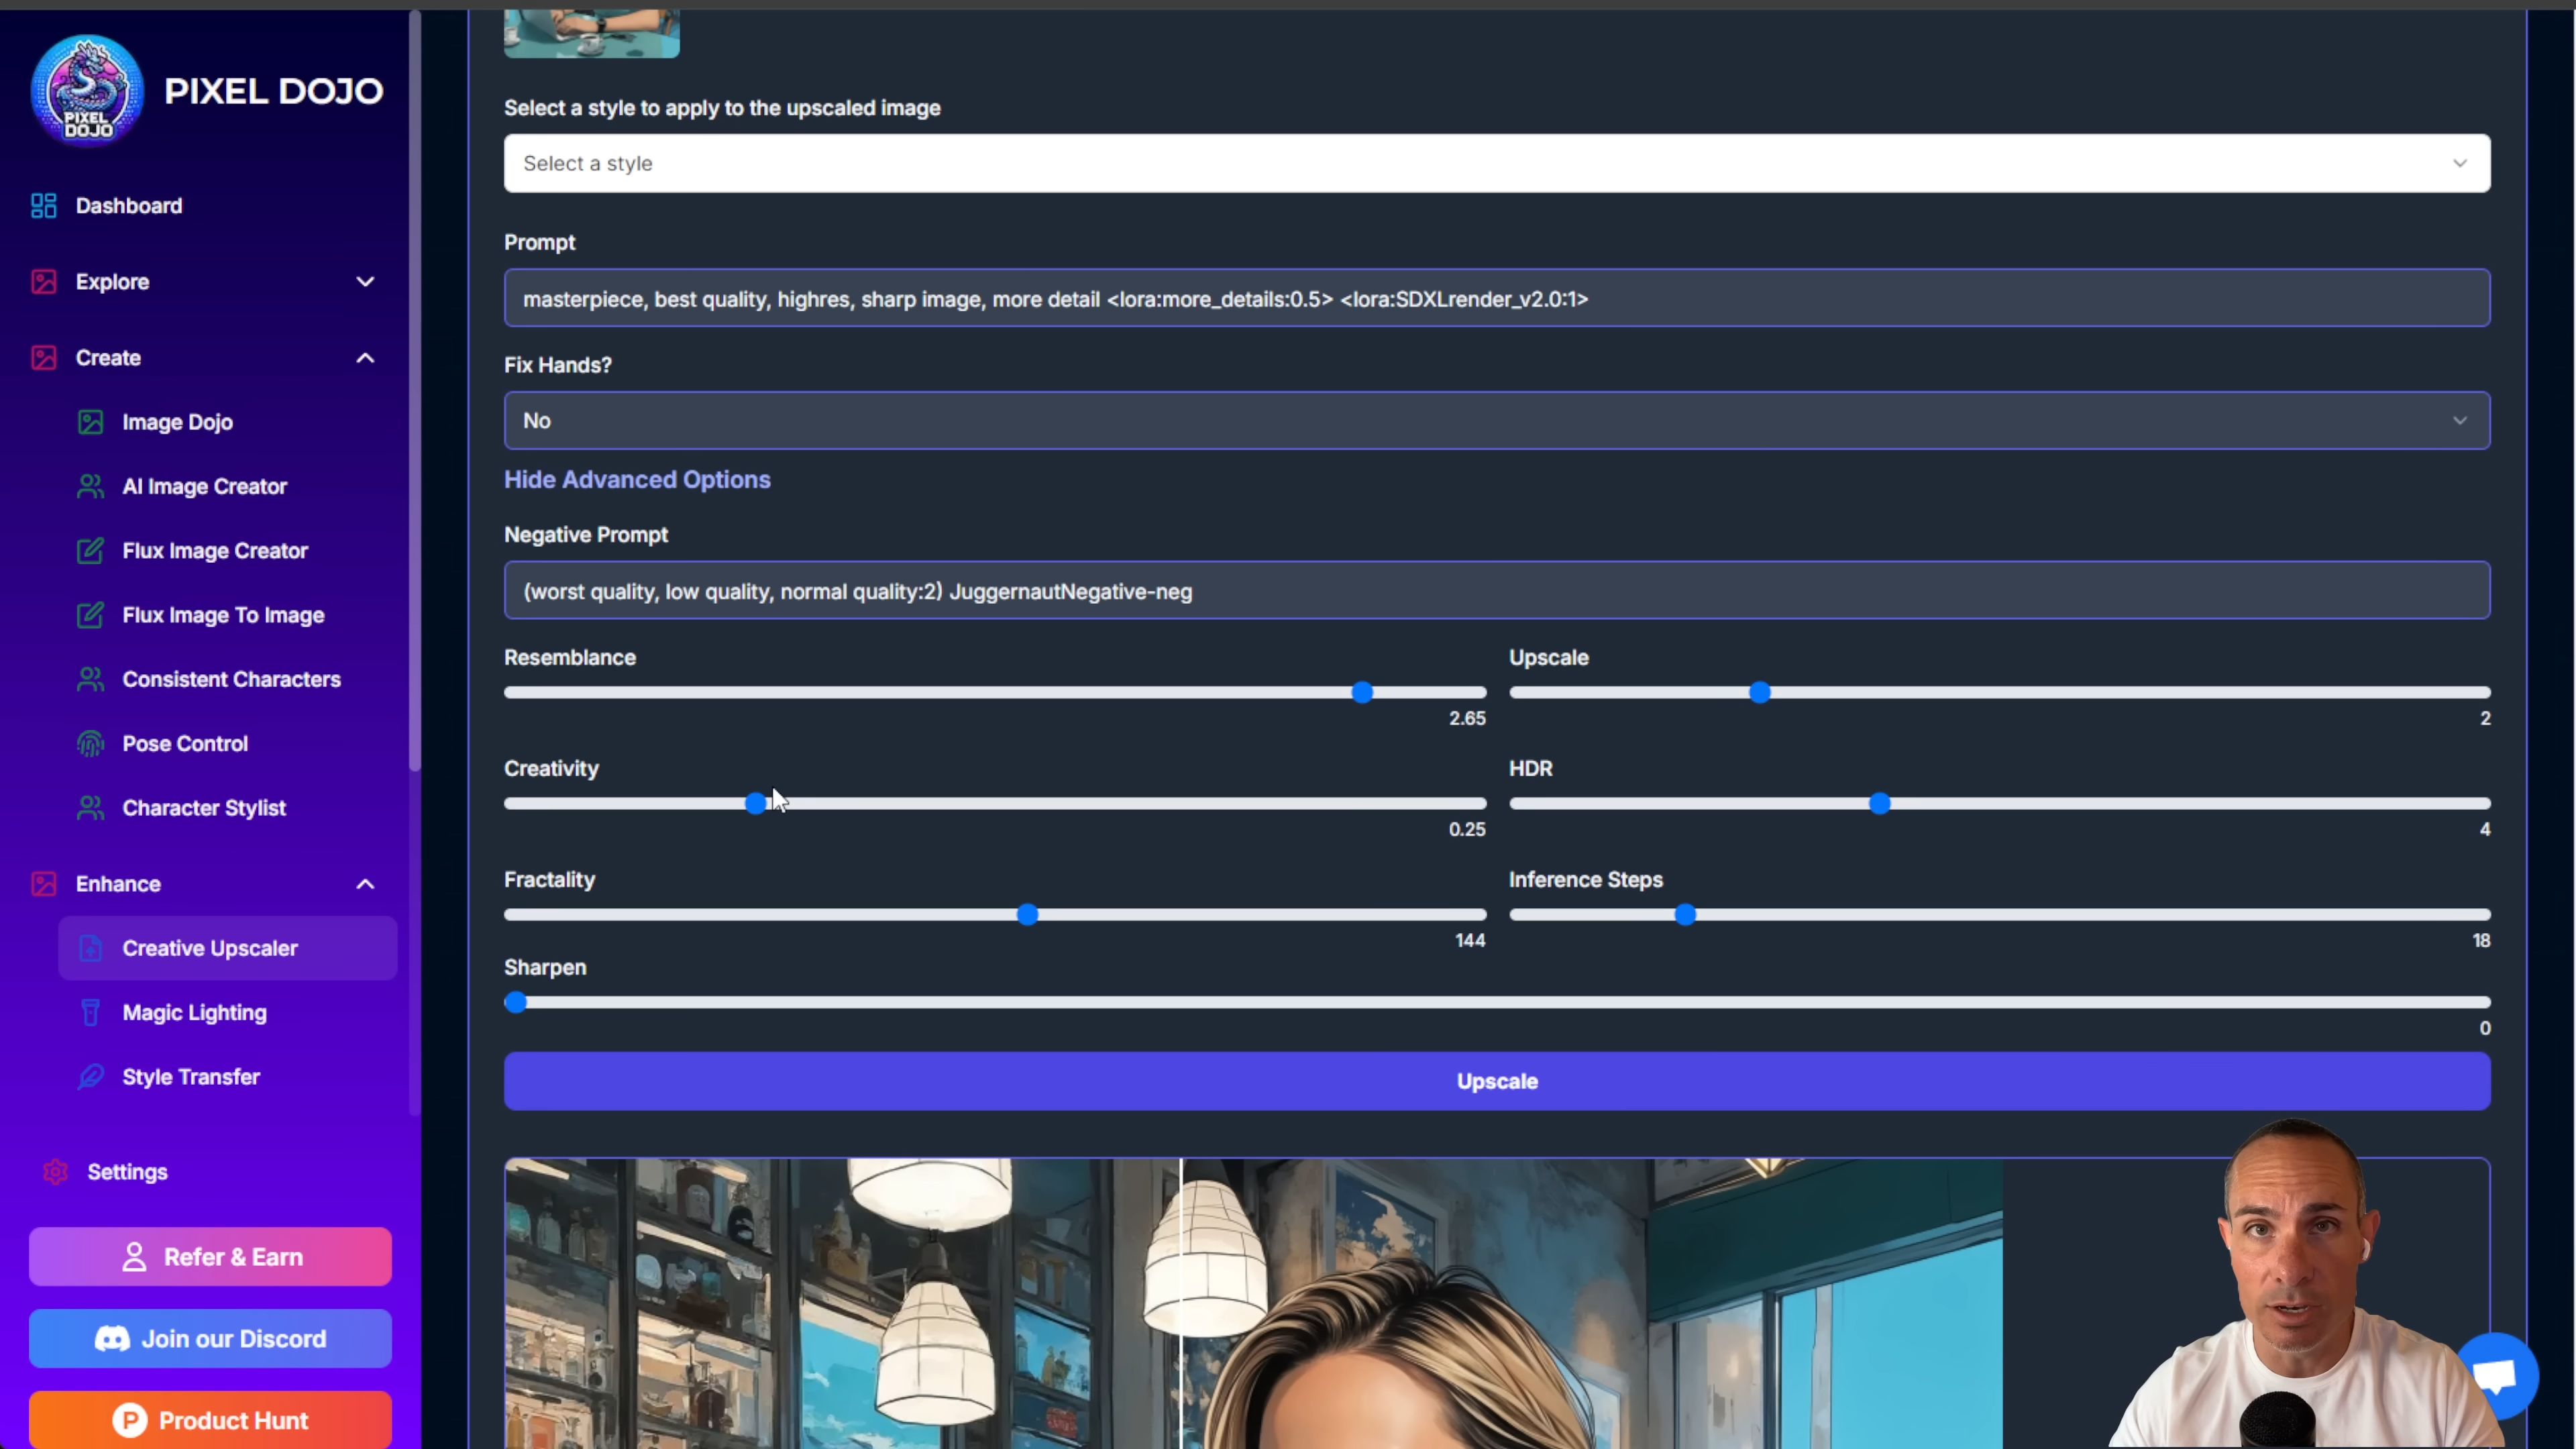 PIXEL DOJO
PIXEL
DOJO
Dashboard
Explore
Create
Image Dojo
AI Image Creator
Flux Image Creator
Flux Image To Image
Consistent Characters
Pose Control
Character Stylist
Enhance
Creative Upscaler
Magic Lighting
Style Transfer
Settings
Refer & Earn
Join our Discord
P Product Hunt
Select a style to apply to the upscaled image
Select a style
Prompt
masterpiece, best quality, highres, sharp image, more detail <lora:more_details:0.5> <lora:SDXLrender_v2.0:1>
Fix Hands?
No
Hide Advanced Options
Negative Prompt
(worst quality, low quality, normal quality:2) JuggernautNegative-neg
Resemblance
2.65
Upscale
2
Creativity
0.25
HDR
4
Fractality
144
Inference Steps
18
Sharpen
0
Upscale